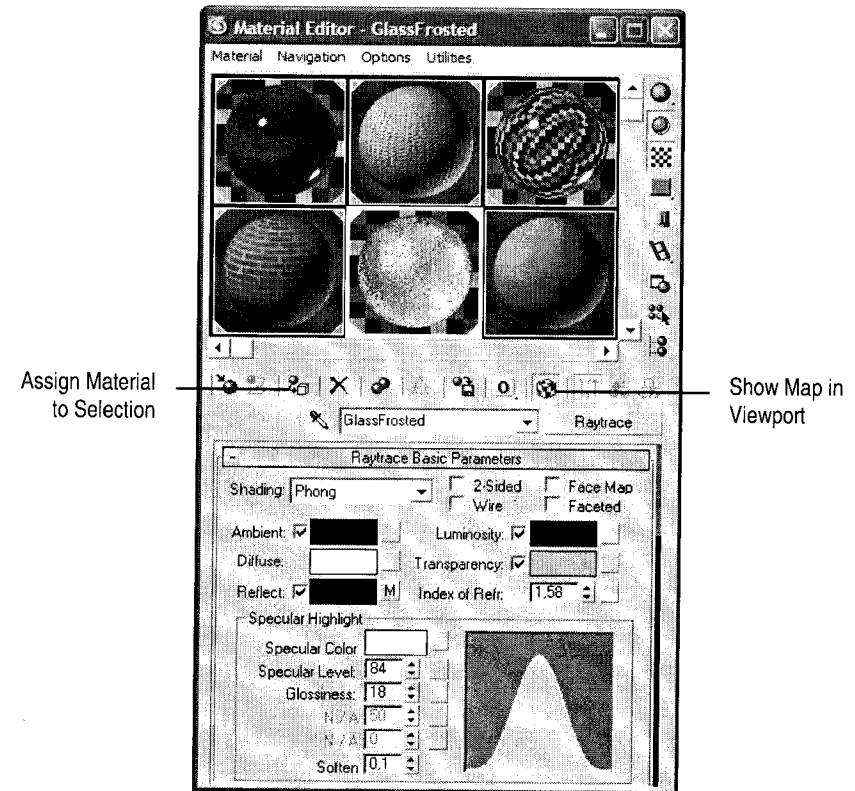 Material Editor - GlassFrosted
Material Navigation Options Utilities
Assign Material
to Selection
Show Map in
Viewport
GlassFrosted
Raytrace
- Raytrace Basic Parameters
Shading: Phong
2-Sided
Face Map
Wire
Faceted
Ambient:
Luminosity:
Diffuse:
Transparency:
Reflect: M
Index of Refr: 1,58
Specular Highlight
Specular Color
Specular Level: 84
Glossiness: 18
N / A 50
N / A 0
Soften 0,1